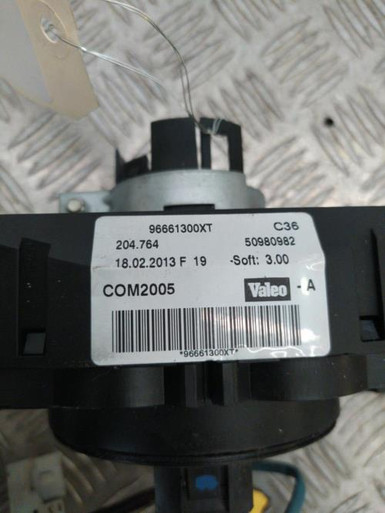 96661300XT C36
204.764 50980982
18.02.2013 F 19 -Soft: 3.00
COM2005 Valeo - A
*96661300XT*